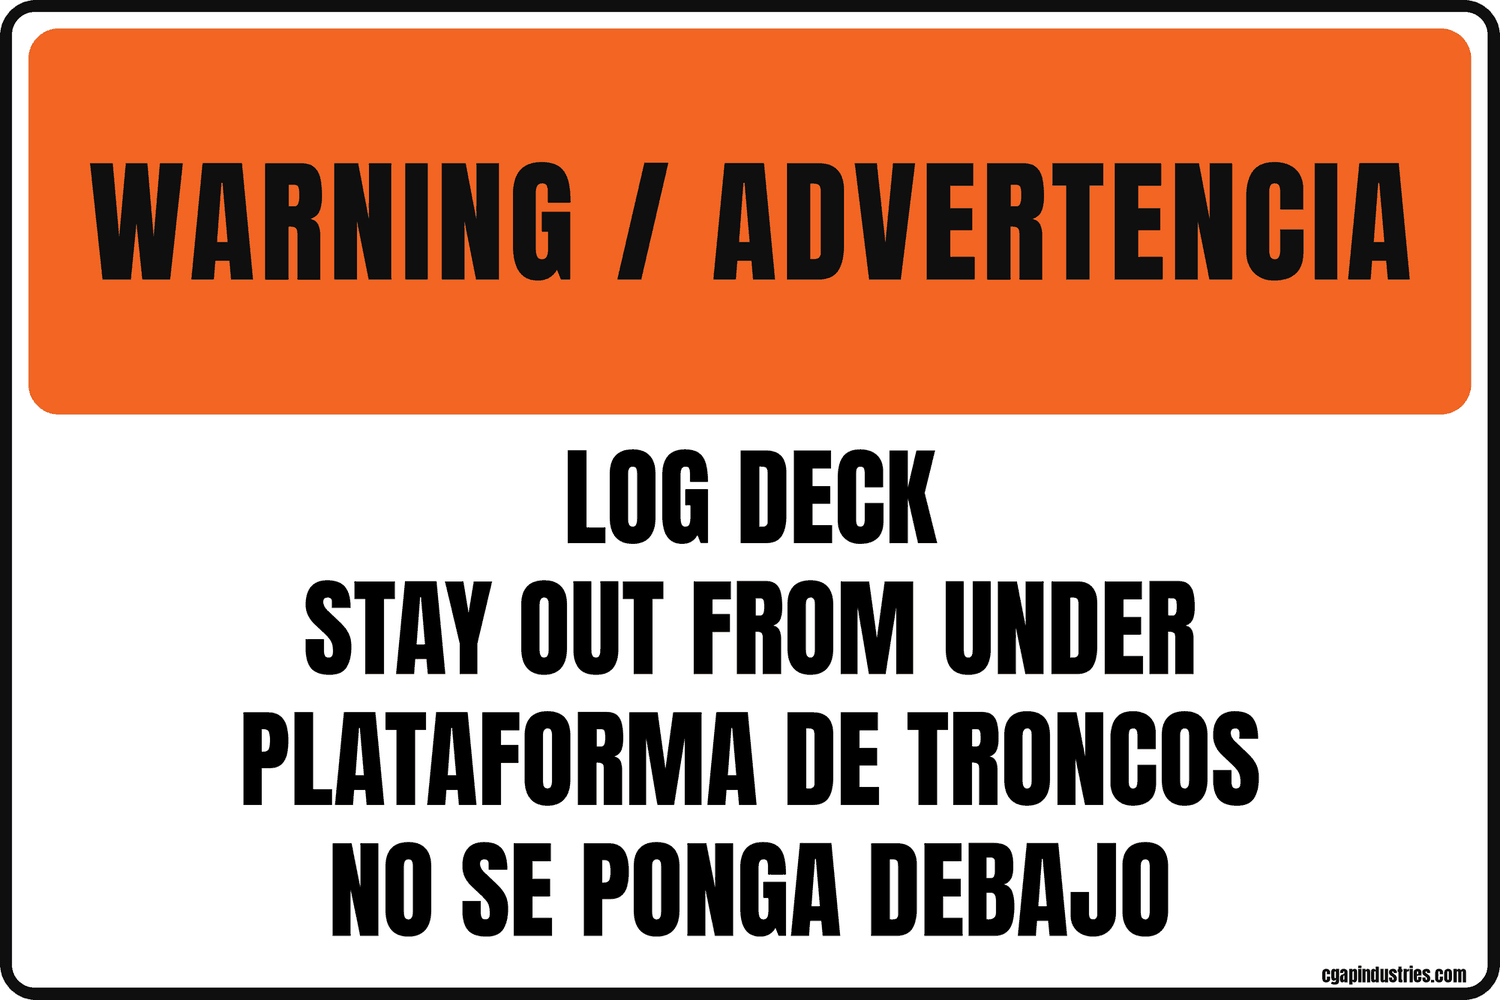 WARNING / ADVERTENCIA
LOG DECK
STAY OUT FROM UNDER
PLATAFORMA DE TRONCOS
NO SE PONGA DEBAJO
cgapindustries.com